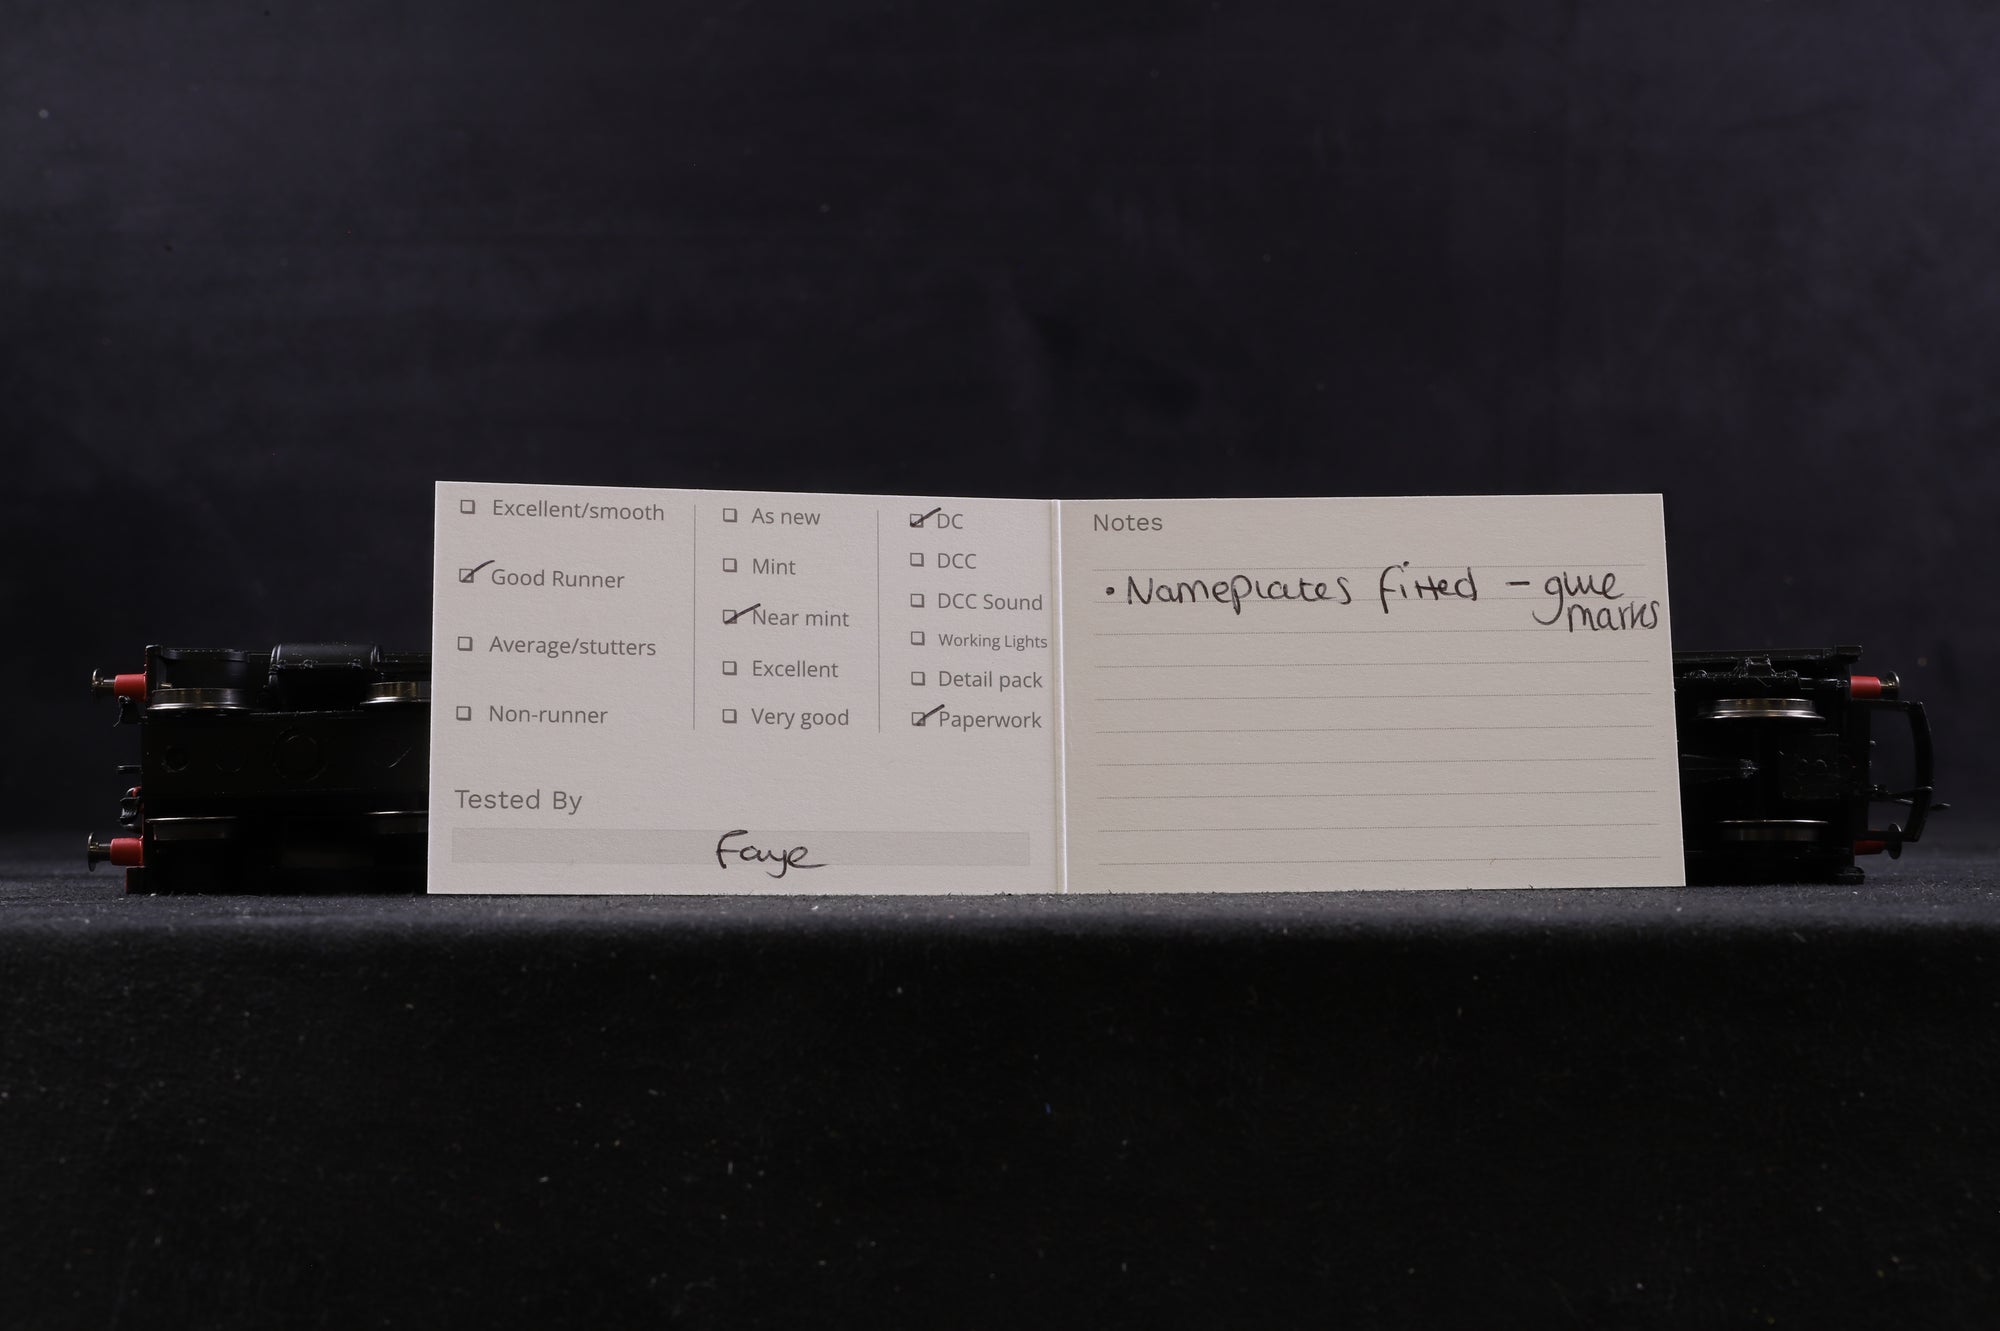 Excellent/smooth
Good Runner
Average/stutters
Non-runner
As new
Mint
Near mint
Excellent
Very good
DC
DCC
DCC Sound
Working Lights
Detail pack
Paperwork
Tested By
Faye
Notes
• Nameplates fitted - glue
marks